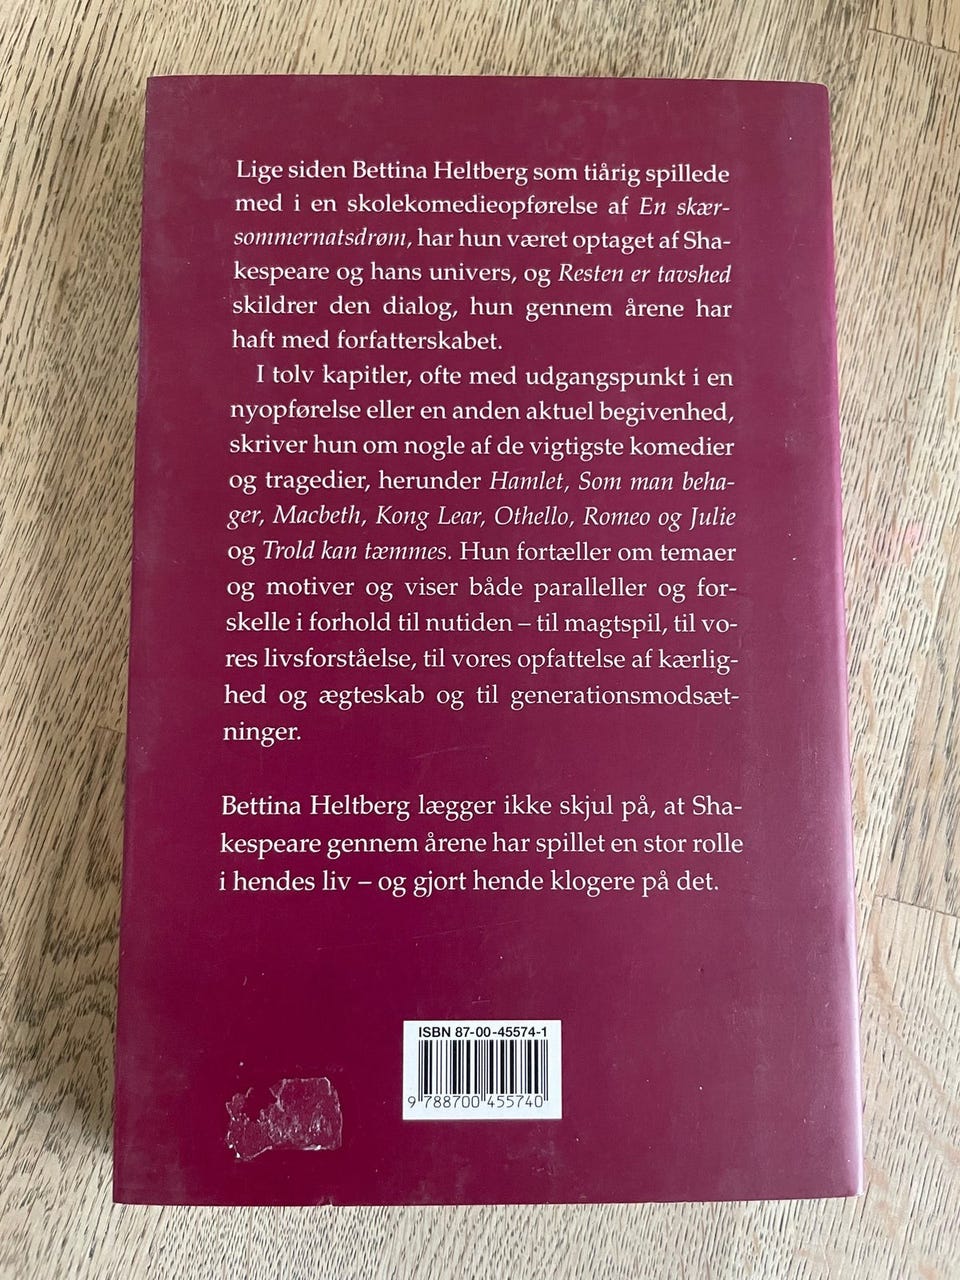 Lige siden Bettina Heltberg som tiårig spillede
med i en skolekomedieopførelse af En skær-
sommernatsdrøm, har hun været optaget af Sha-
kespeare og hans univers, og Resten er tavshed
skildrer den dialog, hun gennem årene har
haft med forfatterskabet.
I tolv kapitler, ofte med udgangspunkt i en
nyopførelse eller en anden aktuel begivenhed,
skriver hun om nogle af de vigtigste komedier
og tragedier, herunder Hamlet, Som man beha-
ger, Macbeth, Kong Lear, Othello, Romeo og Julie
og Trold kan tæmmes. Hun fortæller om temaer
og motiver og viser både paralleller og for-
skelle i forhold til nutiden – til magtspil, til vo-
res livsforståelse, til vores opfattelse af kærlig-
hed og ægteskab og til generationsmodsæt-
ninger.
Bettina Heltberg lægger ikke skjul på, at Sha-
kespeare gennem årene har spillet en stor rolle
i hendes liv – og gjort hende klogere på det.
ISBN 87-00-45574-1
9 788700 455740